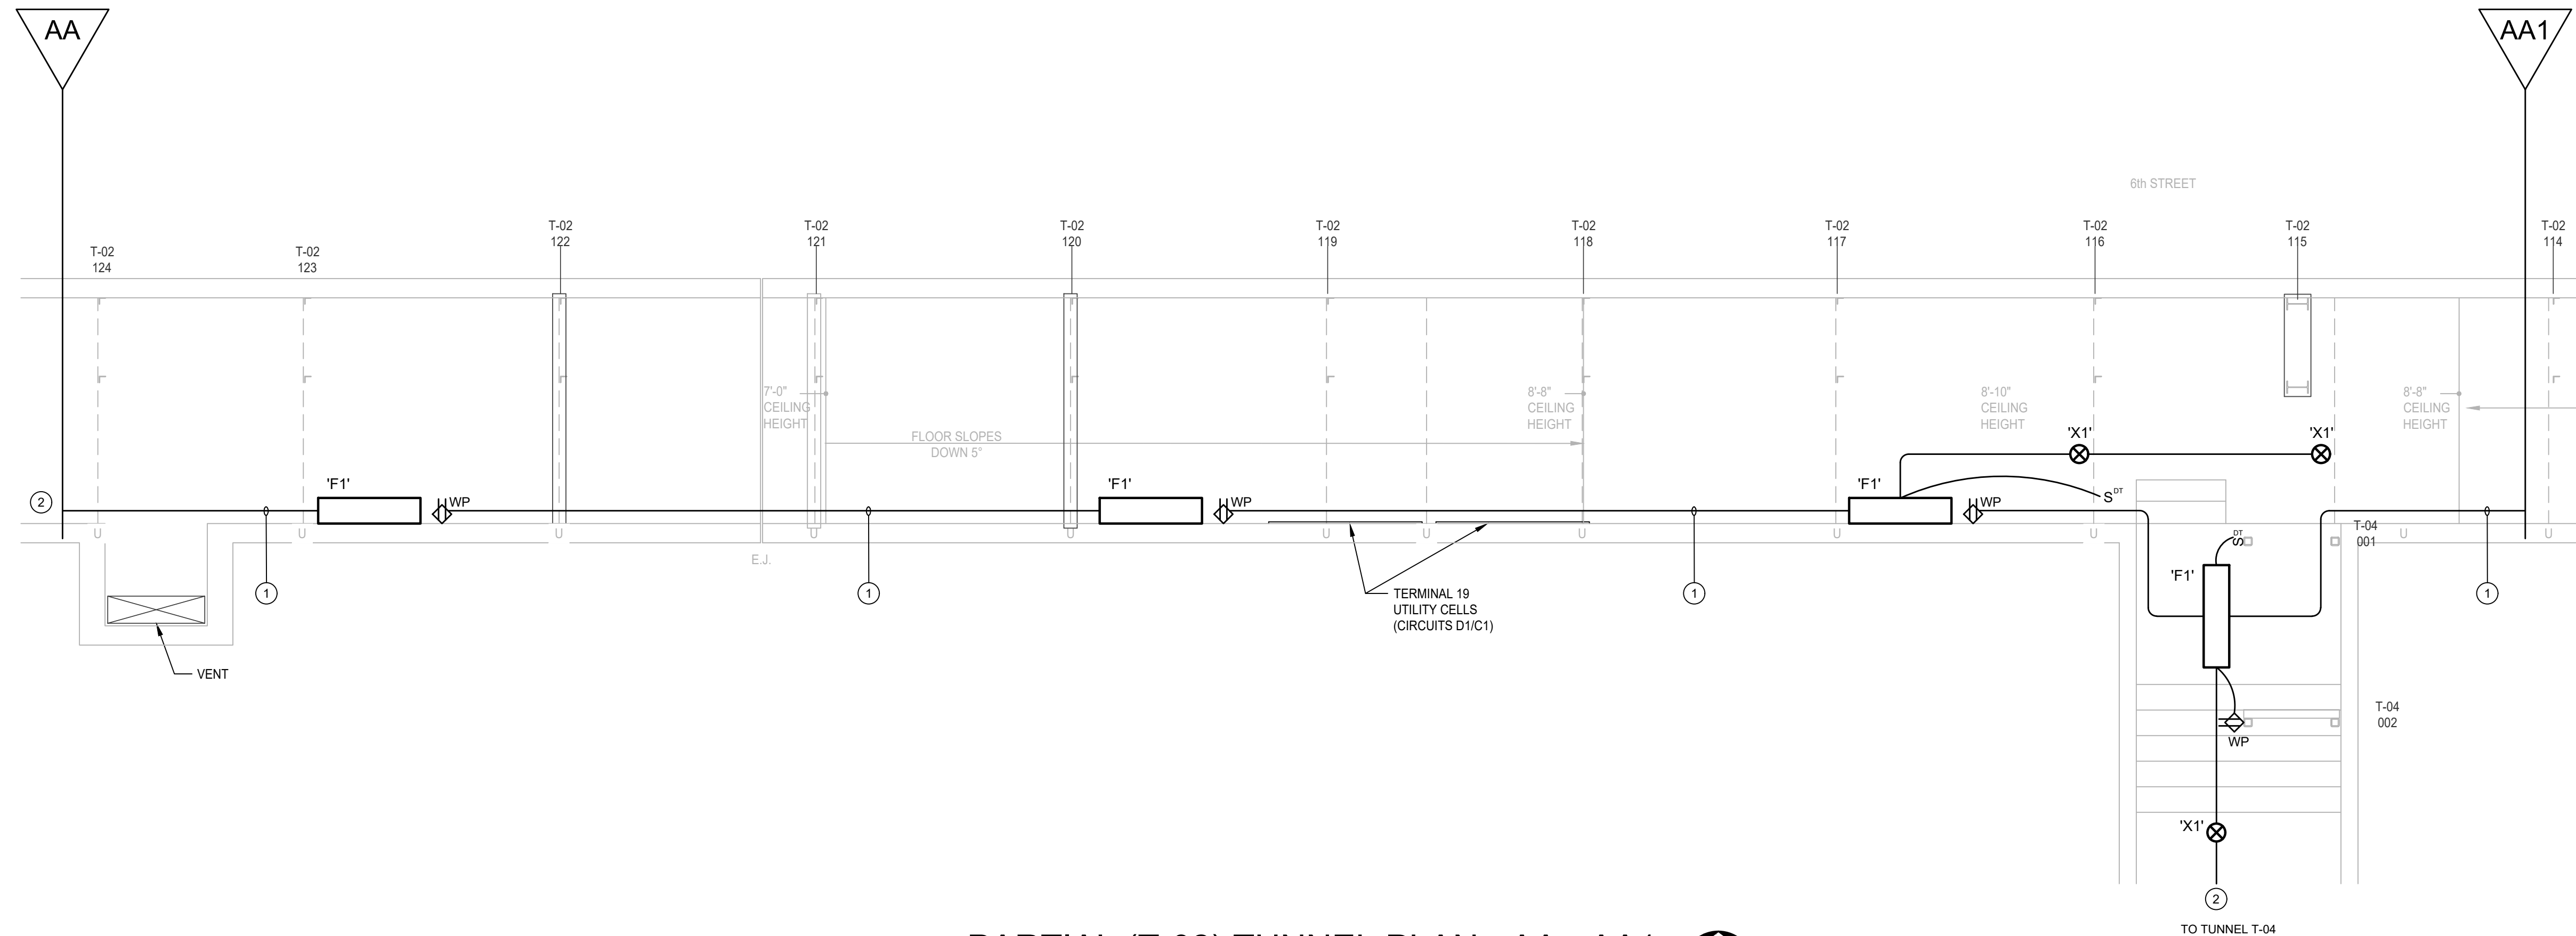 AA
AA1
6th STREET
T-02
124
T-02
123
T-02
122
T-02
121
T-02
120
T-02
119
T-02
118
T-02
117
T-02
116
T-02
115
T-02
114
7'-0"
CEILING
HEIGHT
FLOOR SLOPES
DOWN 5°
8'-8"
CEILING
HEIGHT
8'-10"
CEILING
HEIGHT
8'-8"
CEILING
HEIGHT
'X1'
'X1'
2
'F1'
WP
'F1'
WP
'F1'
WP
S DT
U
U
U
U
U
U
U
U
U
U
U
U
E.J.
S DT
T-04
001
1
1
1
1
'F1'
TERMINAL 19
UTILITY CELLS
(CIRCUITS D1/C1)
VENT
T-04
002
WP
'X1'
2
TO TUNNEL T-04